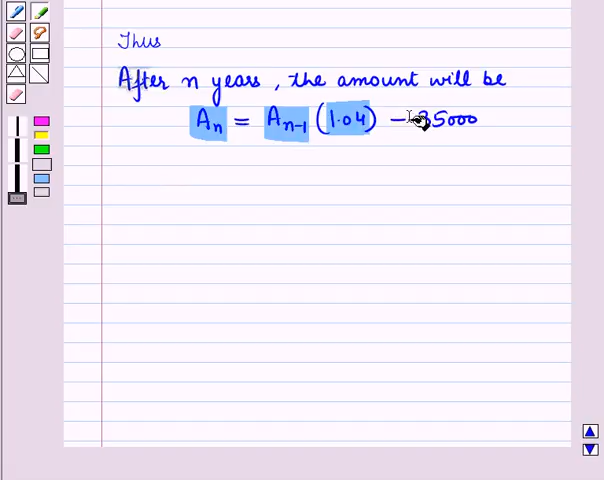 Thus
After n years, the amount will be
Aₙ = Aₙ₋₁ (1.04) - 35000